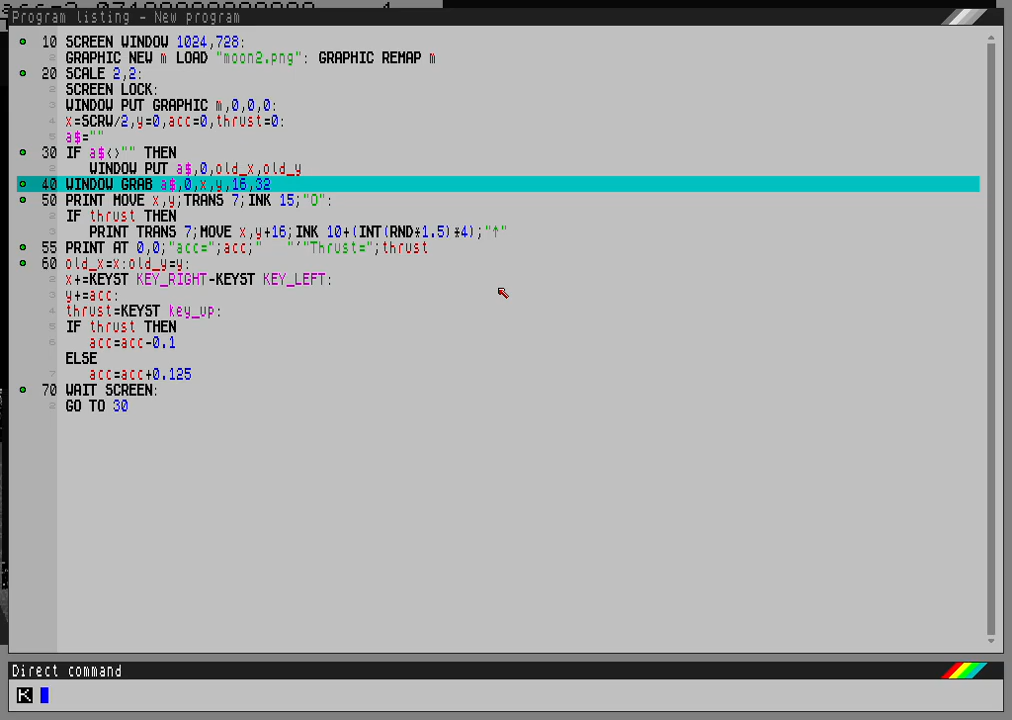 Program listing - New program
10 SCREEN WINDOW 1024,728:
2 GRAPHIC NEW m LOAD "moon2.png": GRAPHIC REMAP m
20 SCALE 2,2:
2 SCREEN LOCK:
3 WINDOW PUT GRAPHIC m,0,0,0:
4 x=SCRW/2,y=0,acc=0,thrust=0:
5 a$=""
30 IF a$<>"" THEN
2 WINDOW PUT a$,0,old_x,old_y
40 WINDOW GRAB a$,0,x,y,16,32
50 PRINT MOVE x,y;TRANS 7;INK 15;"O":
2 IF thrust THEN
3 PRINT TRANS 7;MOVE x,y+16;INK 10+(INT(RND*1.5)*4);"↑"
55 PRINT AT 0,0;"acc=";acc;"   "'"Thrust=";thrust
60 old_x=x:old_y=y:
2 x+=KEYST KEY_RIGHT-KEYST KEY_LEFT:
3 y+=acc:
4 thrust=KEYST key_up:
5 IF thrust THEN
6 acc=acc-0.1
ELSE
7 acc=acc+0.125
70 WAIT SCREEN:
2 GO TO 30
Direct command
K